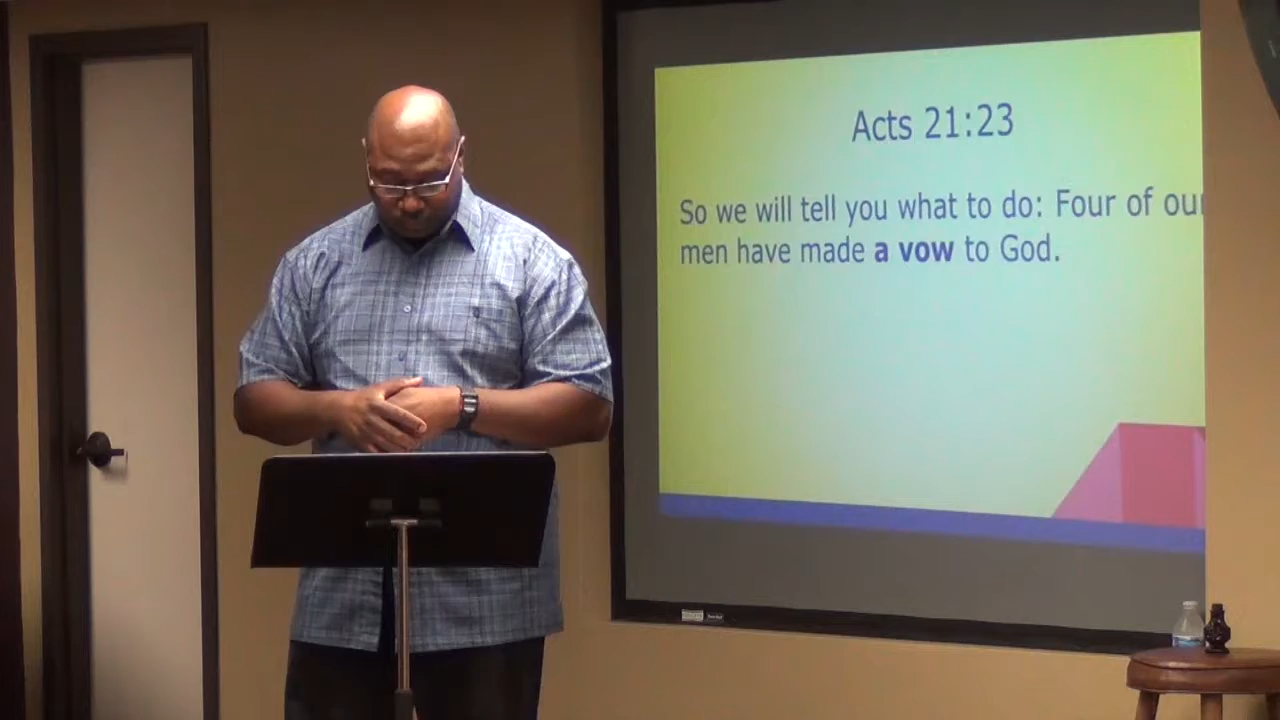 Acts 21:23
So we will tell you what to do: Four of our
men have made a vow to God.